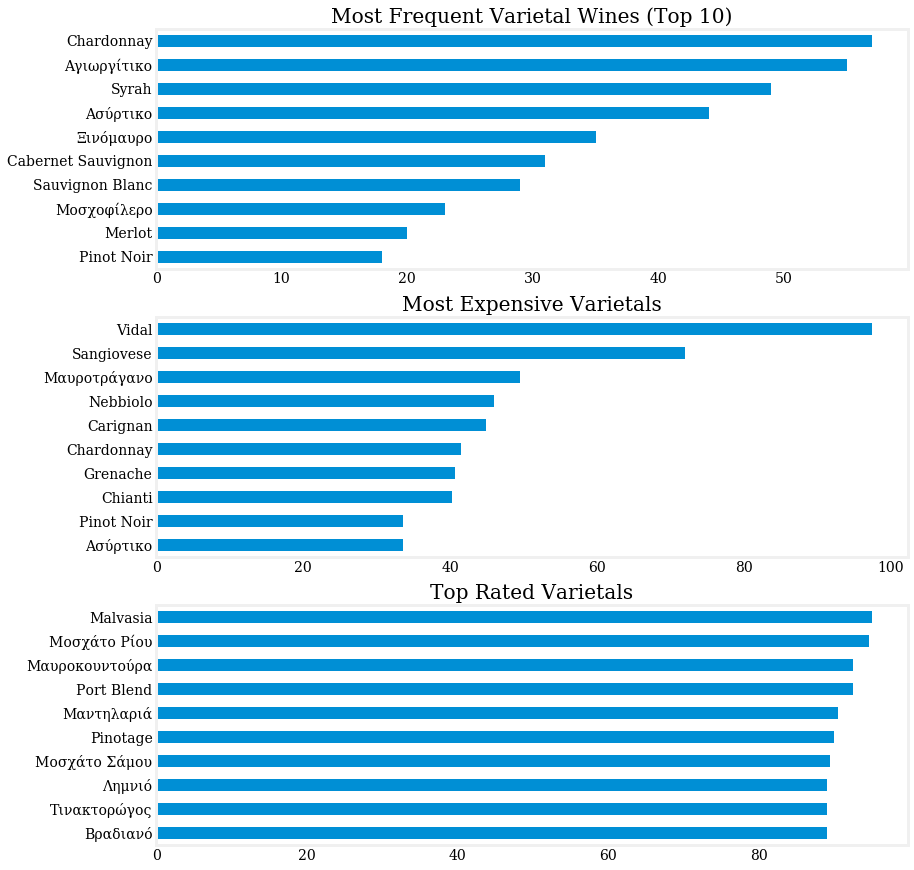 Most Frequent Varietal Wines (Top 10)
Chardonnay
Αγιωργίτικο
Syrah
Ασύρτικο
Ξινόμαυρο
Cabernet Sauvignon
Sauvignon Blanc
Μοσχοφίλερο
Merlot
Pinot Noir
0 10 20 30 40 50
Most Expensive Varietals
Vidal
Sangiovese
Μαυροτράγανο
Nebbiolo
Carignan
Chardonnay
Grenache
Chianti
Pinot Noir
Ασύρτικο
0 20 40 60 80 100
Top Rated Varietals
Malvasia
Μοσχάτο Ρίου
Μαυροκουντούρα
Port Blend
Μαντηλαριά
Pinotage
Μοσχάτο Σάμου
Λημνιό
Τινακτορώγος
Βραδιανό
0 20 40 60 80